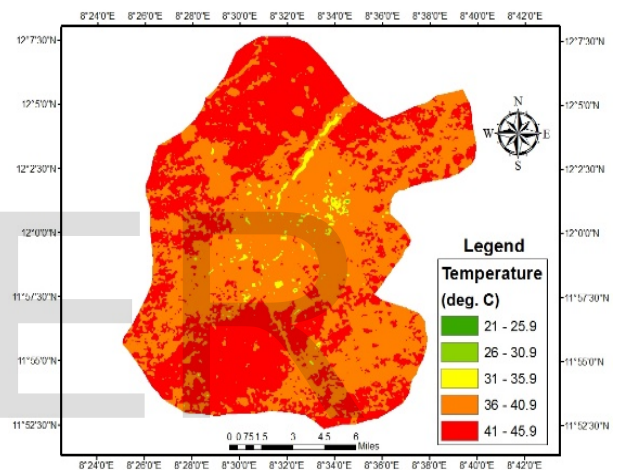 8°24'0"E 8°26'0"E 8°28'0"E 8°30'0"E 8°32'0"E 8°34'0"E 8°36'0"E 8°38'0"E 8°40'0"E 8°42'0"E
12°7'30"N 12°7'30"N
12°5'0"N 12°5'0"N
N
W E
S
12°2'30"N 12°2'30"N
12°0'0"N 12°0'0"N
Legend
Temperature
(deg. C)
21 - 25.9
26 - 30.9
31 - 35.9
36 - 40.9
41 - 45.9
11°57'30"N 11°57'30"N
11°55'0"N 11°55'0"N
11°52'30"N 11°52'30"N
0 0.75 1.5 3 4.5 6
Miles
8°24'0"E 8°26'0"E 8°28'0"E 8°30'0"E 8°32'0"E 8°34'0"E 8°36'0"E 8°38'0"E 8°40'0"E 8°42'0"E
ER